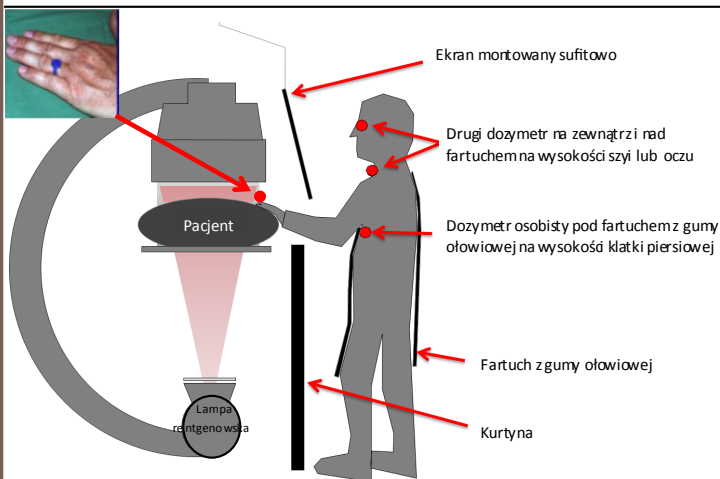 Ekran montowany sufitowo
Drugi dozymetr na zewnątrz i nad
fartuchem na wysokości szyi lub oczu
Pacjent
Dozymetr osobisty pod fartuchem z gumy
ołowiowej na wysokości klatki piersiowej
Fartuch z gumy ołowiowej
Lampa
rentgenowska
Kurtyna